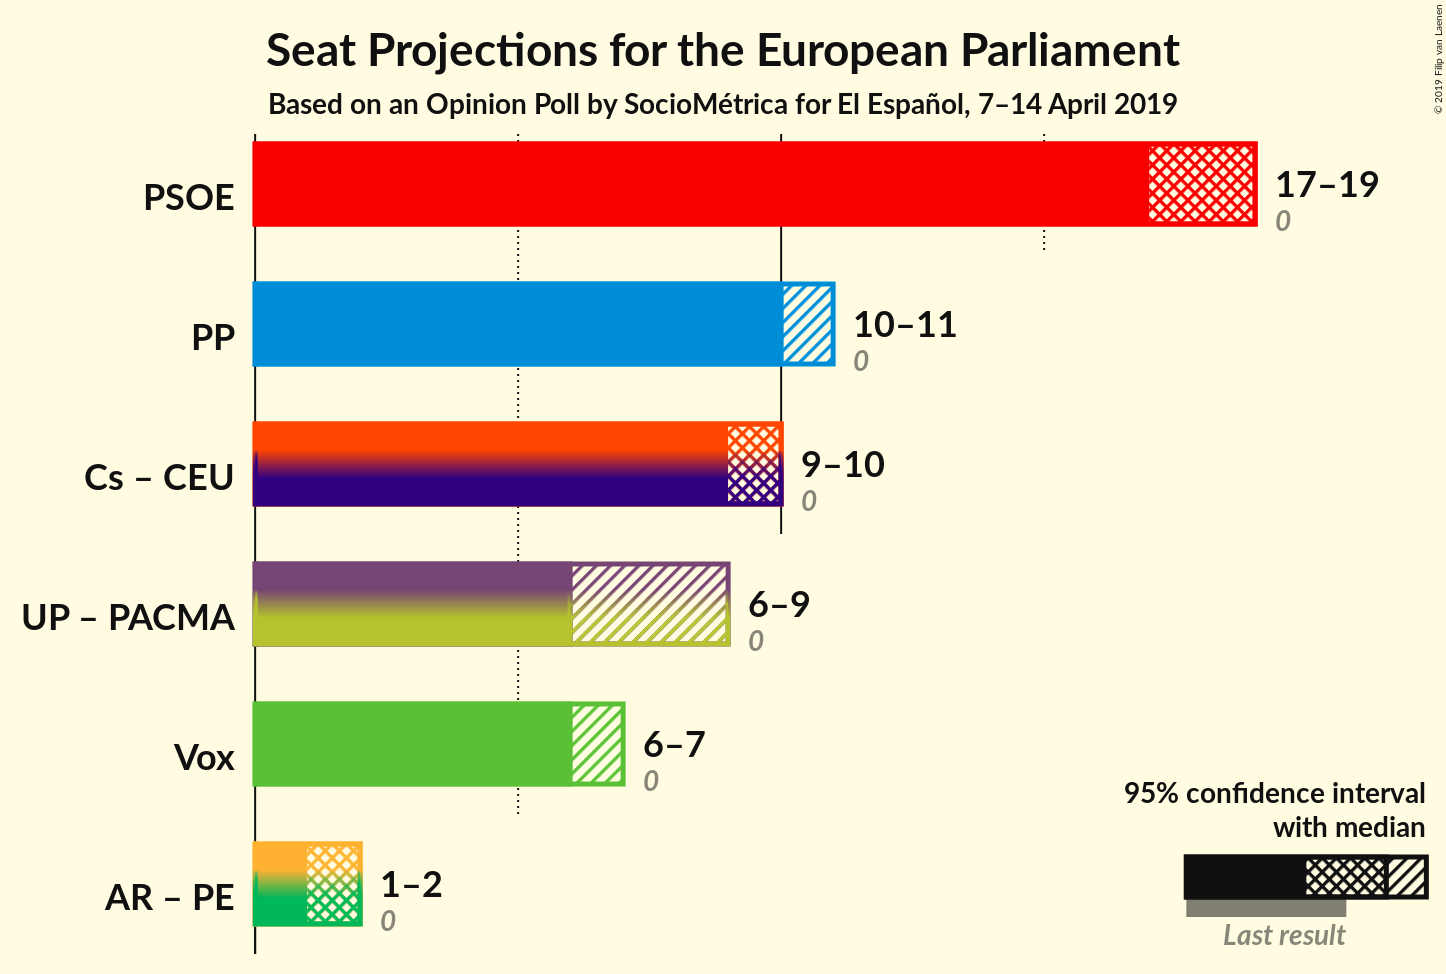 Seat Projections for the European Parliament
Based on an Opinion Poll by SocioMétrica for El Español, 7–14 April 2019
© 2019 Filip van Laenen
PSOE
17–19
0
PP
10–11
0
Cs – CEU
9–10
0
UP – PACMA
6–9
0
Vox
6–7
0
AR – PE
1–2
0
95% confidence interval
with median
Last result